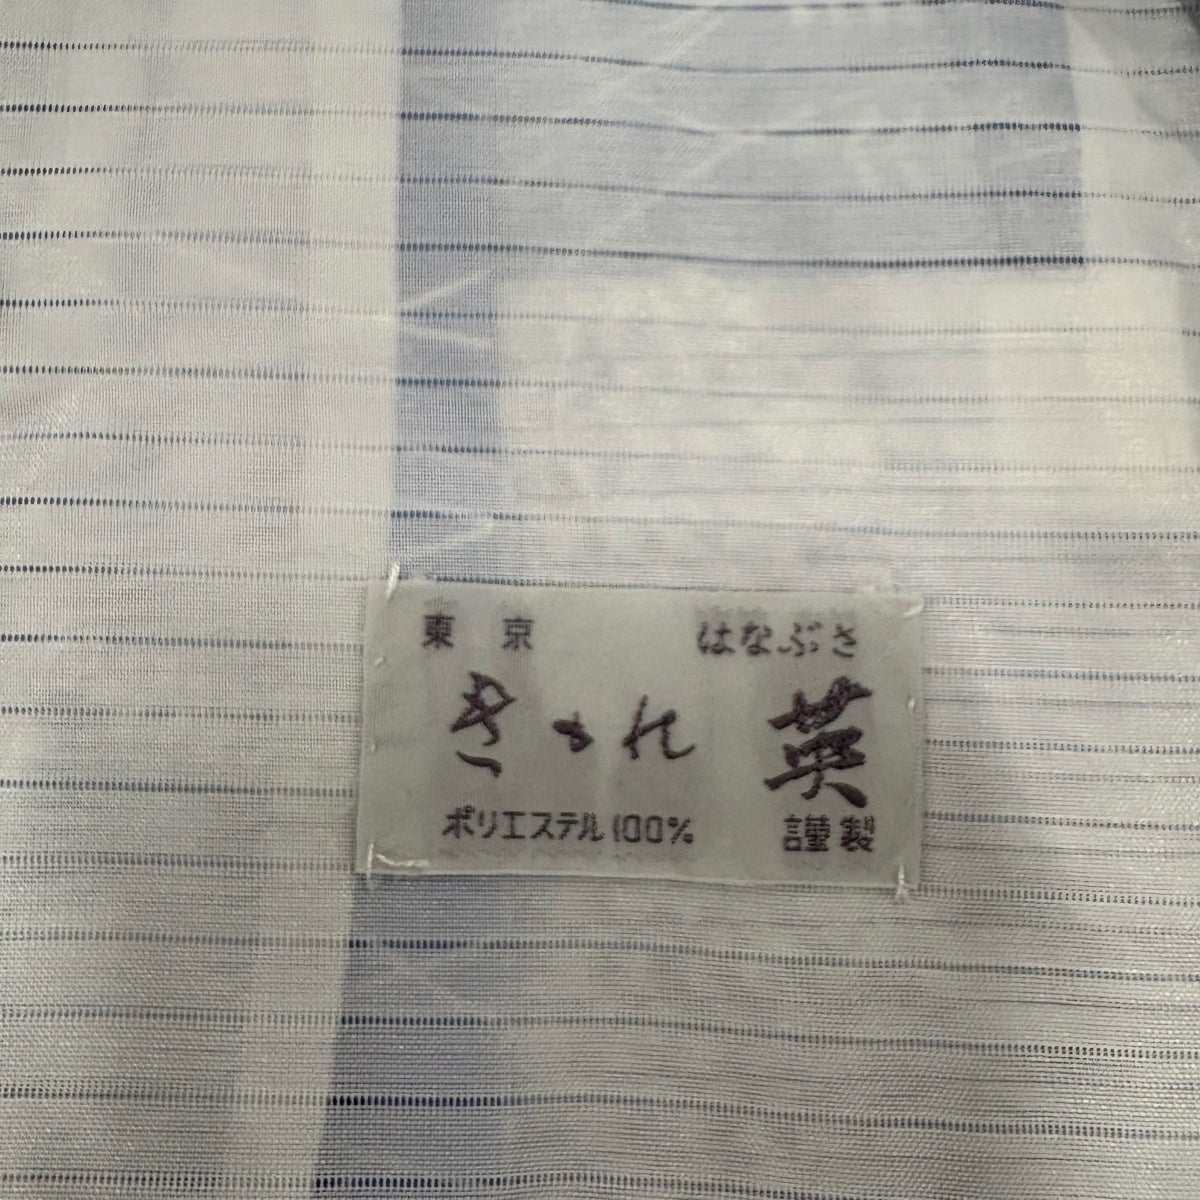 東京 はなぶさ
きもれ 英
ポリエステル100% 謹製